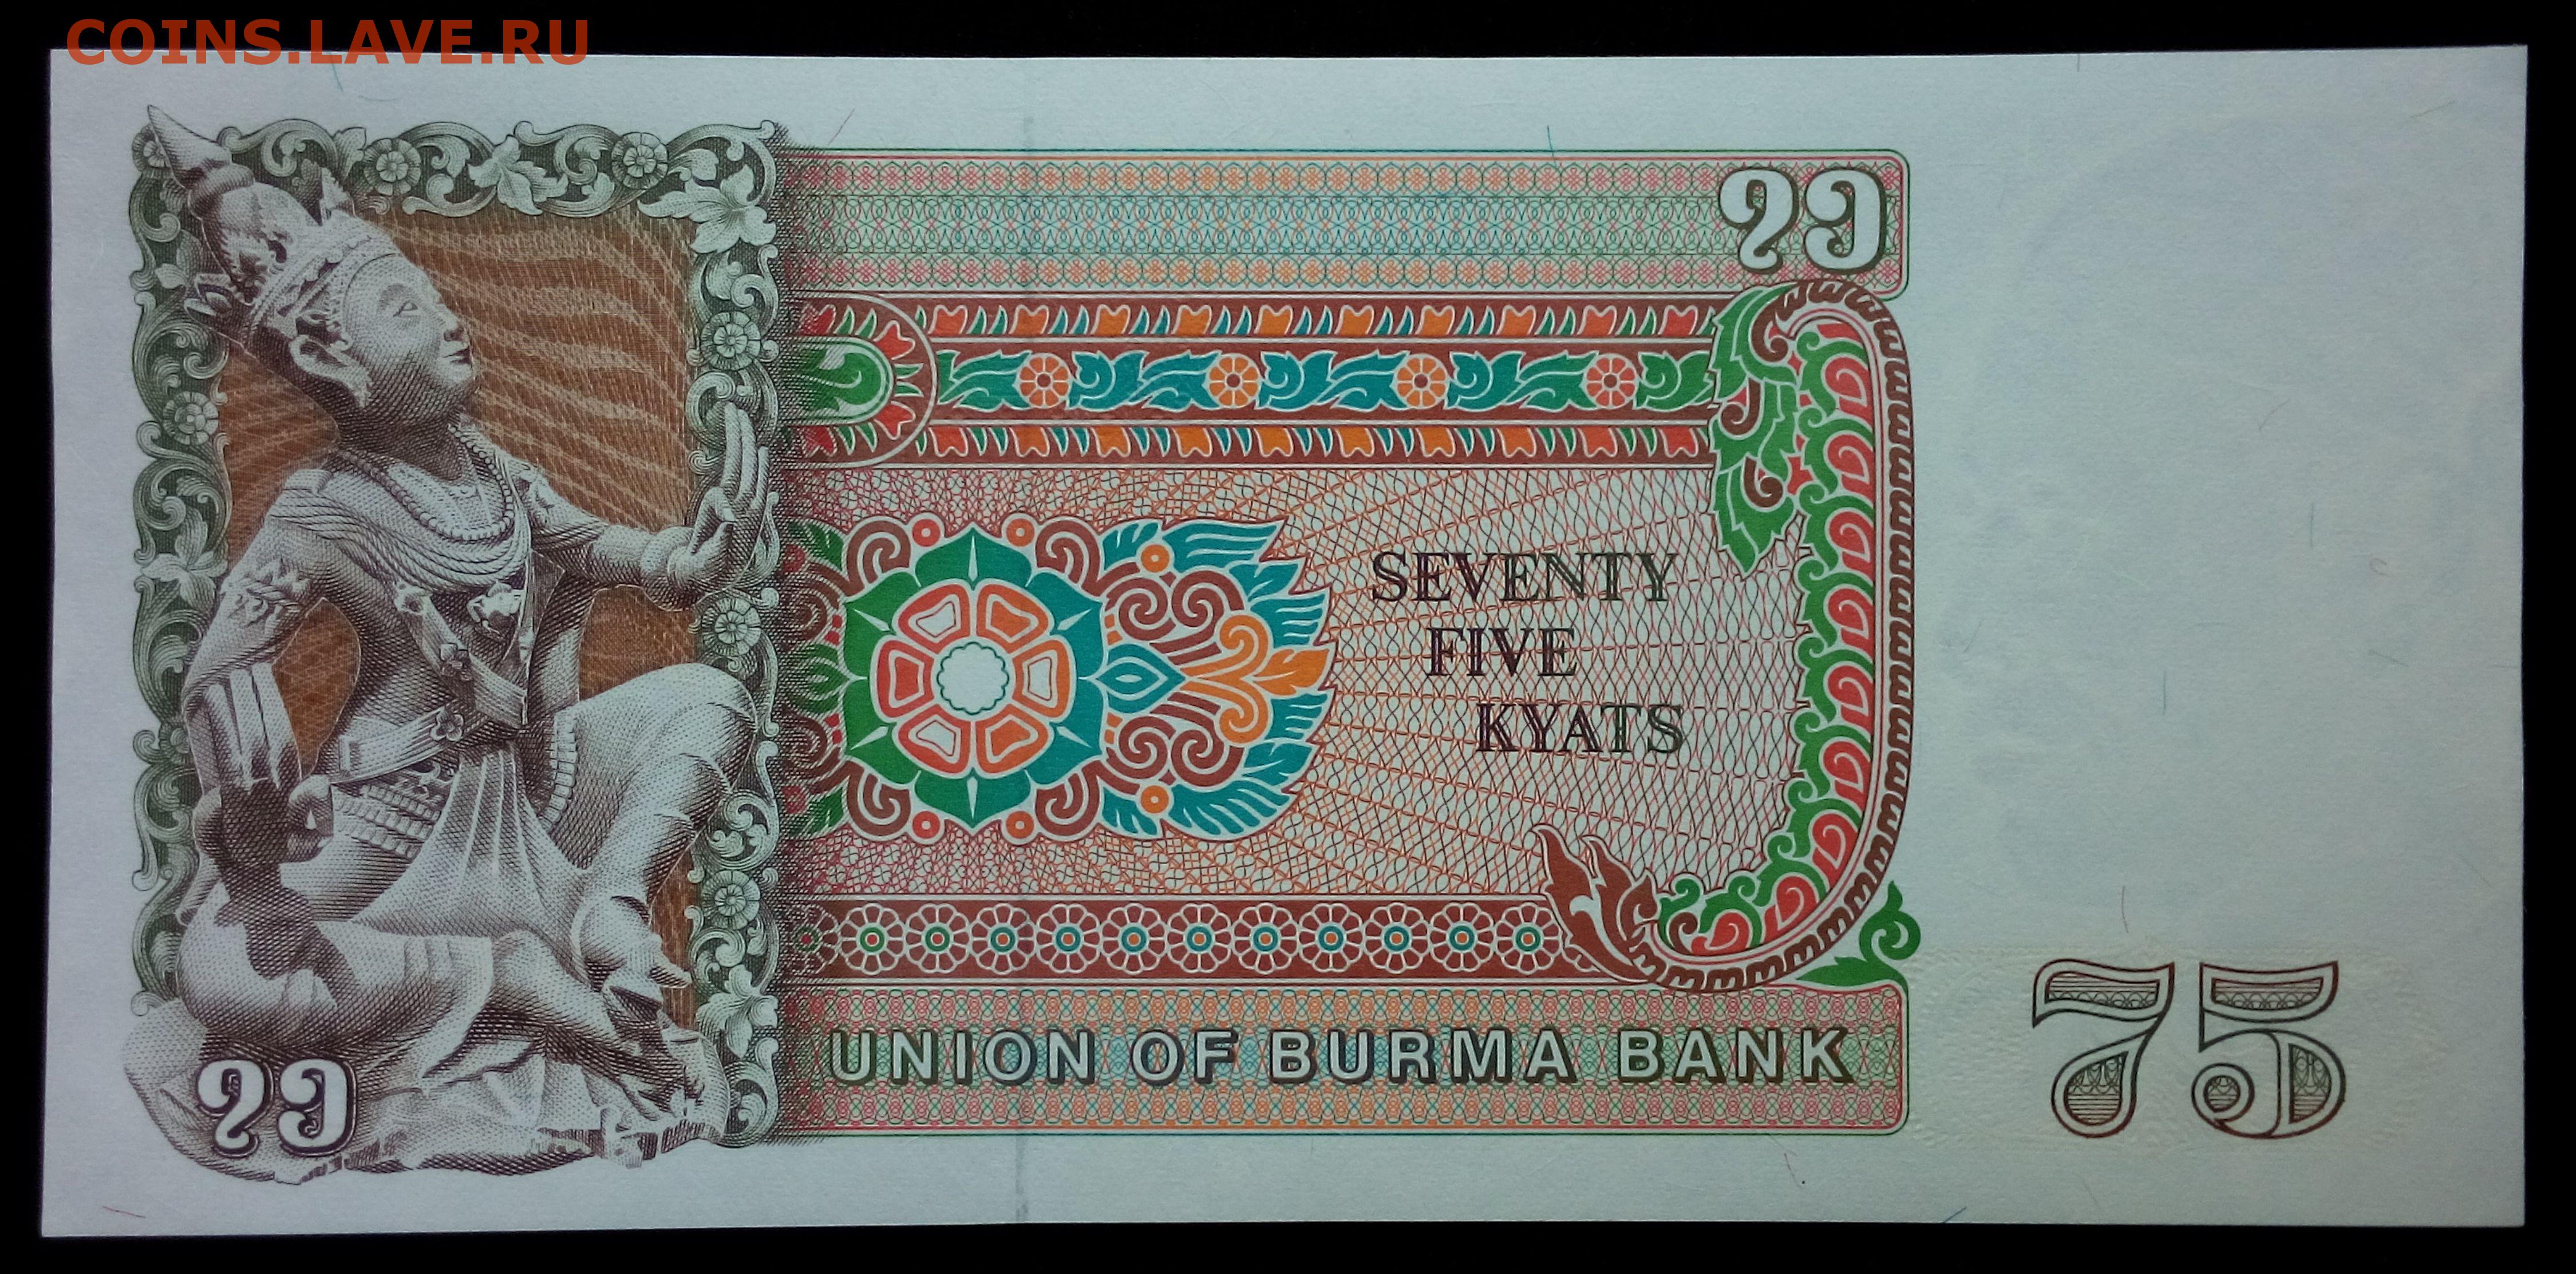 COINS.LAVE.RU
၇၅
SEVENTY
FIVE
KYATS
UNION OF BURMA BANK
75
၇၅